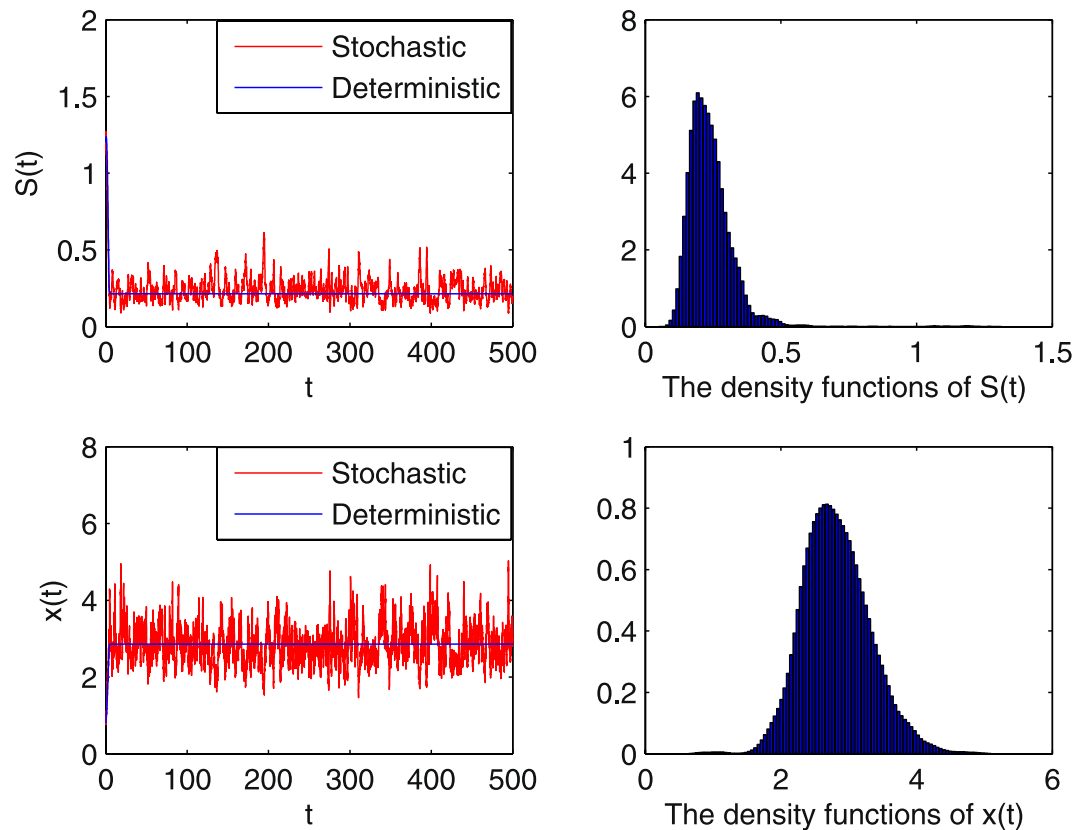 2
1.5
1
0.5
0
S(t)
0 100 200 300 400 500
t
Stochastic
Deterministic
8
6
4
2
0
0 0.5 1 1.5
The density functions of S(t)
8
6
4
2
0
x(t)
0 100 200 300 400 500
t
Stochastic
Deterministic
1
0.8
0.6
0.4
0.2
0
0 2 4 6
The density functions of x(t)